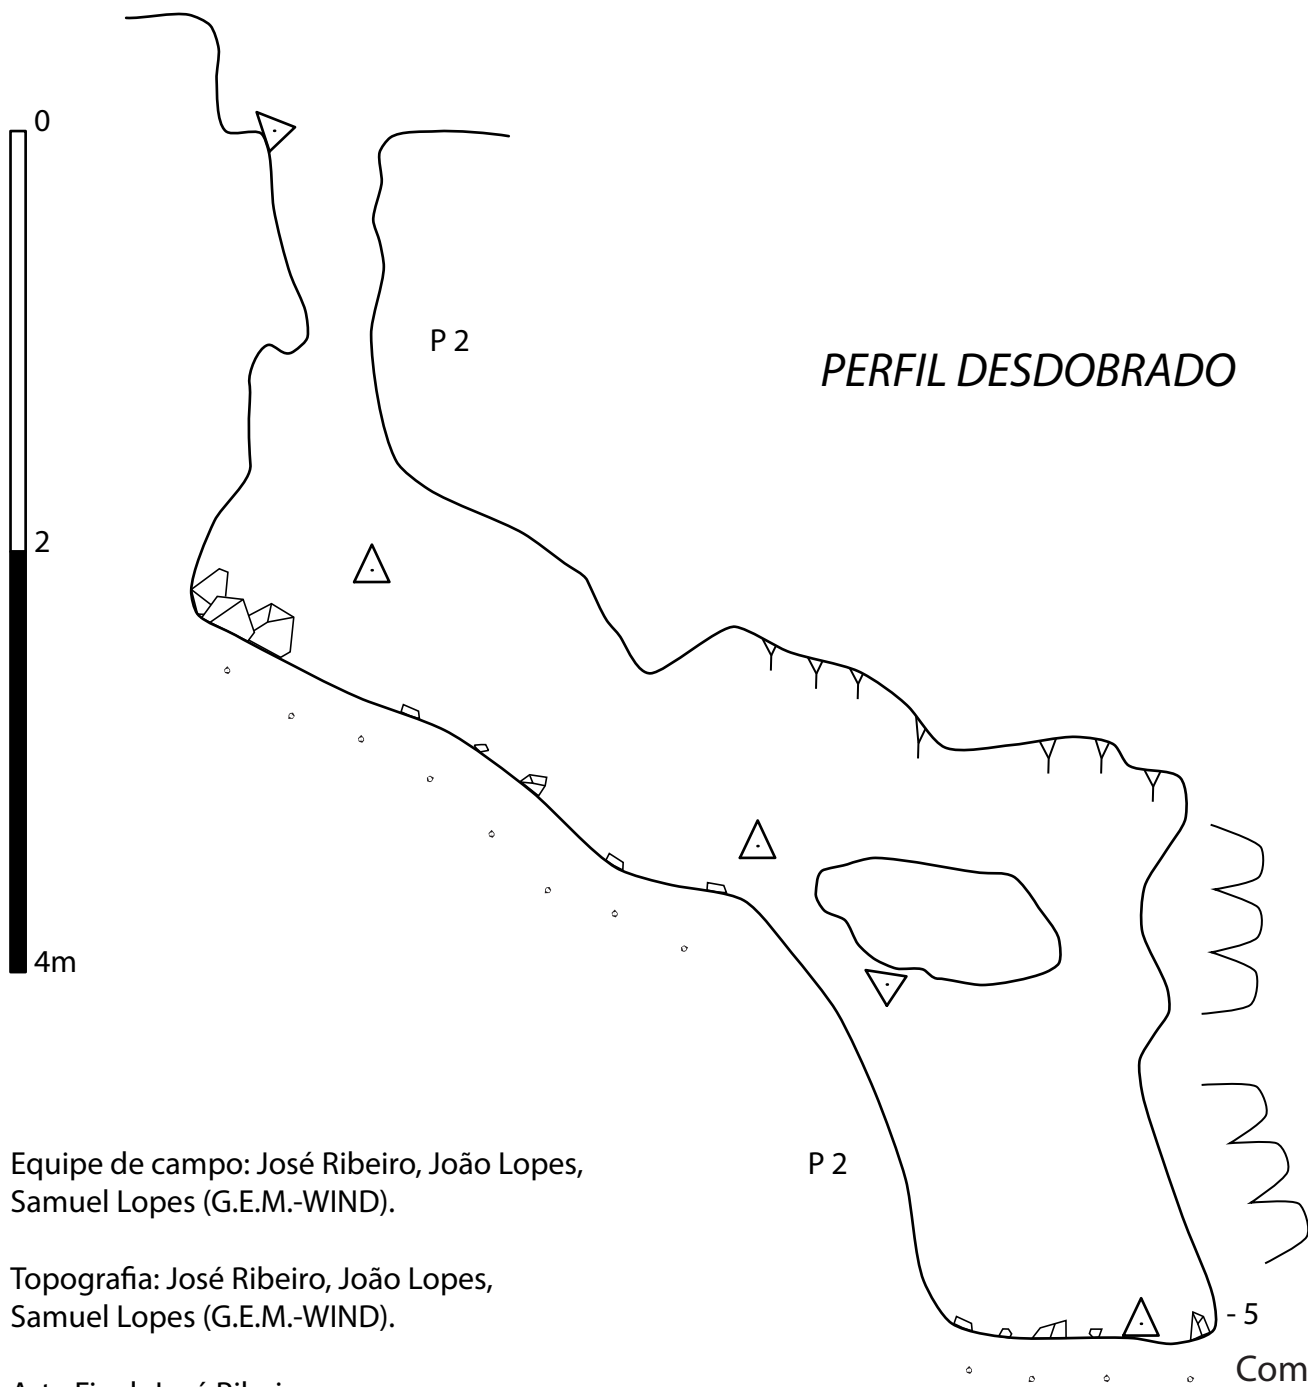 0
P 2
PERFIL DESDOBRADO
2
4m
Equipe de campo: José Ribeiro, João Lopes,
Samuel Lopes (G.E.M.-WIND).
P 2
Topografia: José Ribeiro, João Lopes,
Samuel Lopes (G.E.M.-WIND).
- 5
Com